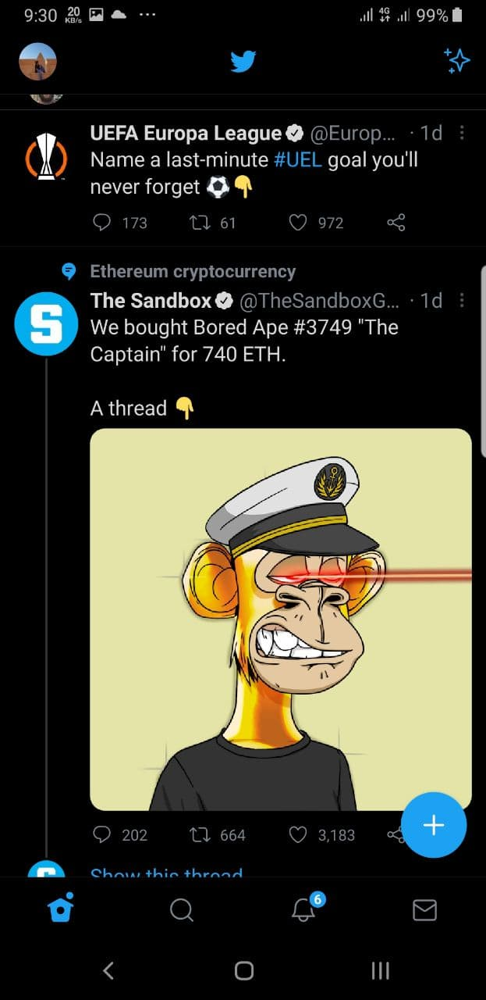 9:30 20 KB/s 4G 99%
UEFA Europa League @Europ... · 1d
Name a last-minute #UEL goal you'll
never forget ⚽👇
173 61 972
Ethereum cryptocurrency
The Sandbox @TheSandboxG... · 1d
We bought Bored Ape #3749 "The
Captain" for 740 ETH.
A thread 👇
202 664 3,183
Show this thread
6